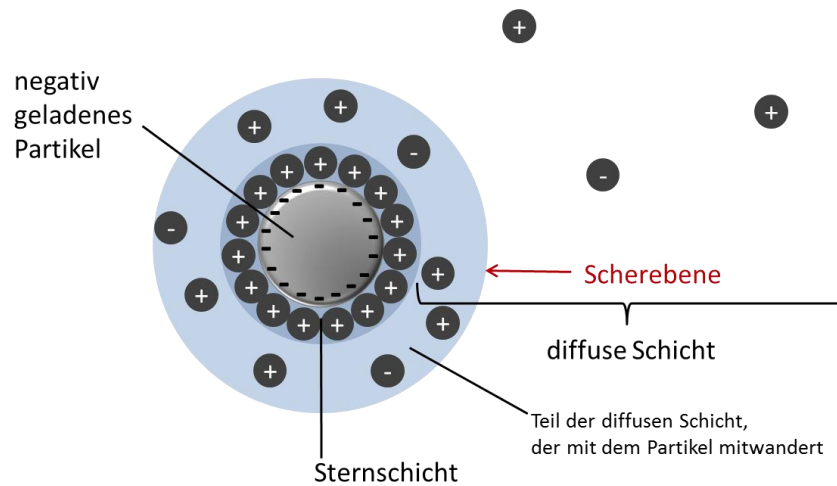 negativ
geladenes
Partikel
Scherebene
diffuse Schicht
Teil der diffusen Schicht,
der mit dem Partikel mitwandert
Sternschicht